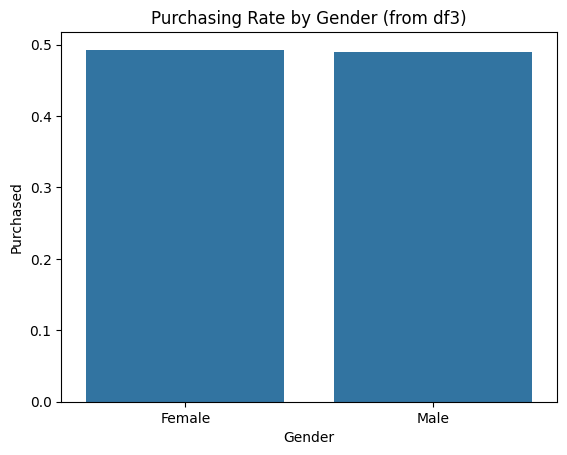 Purchasing Rate by Gender (from df3)
0.5
0.4
0.3
0.2
0.1
0.0
Purchased
Female Male
Gender